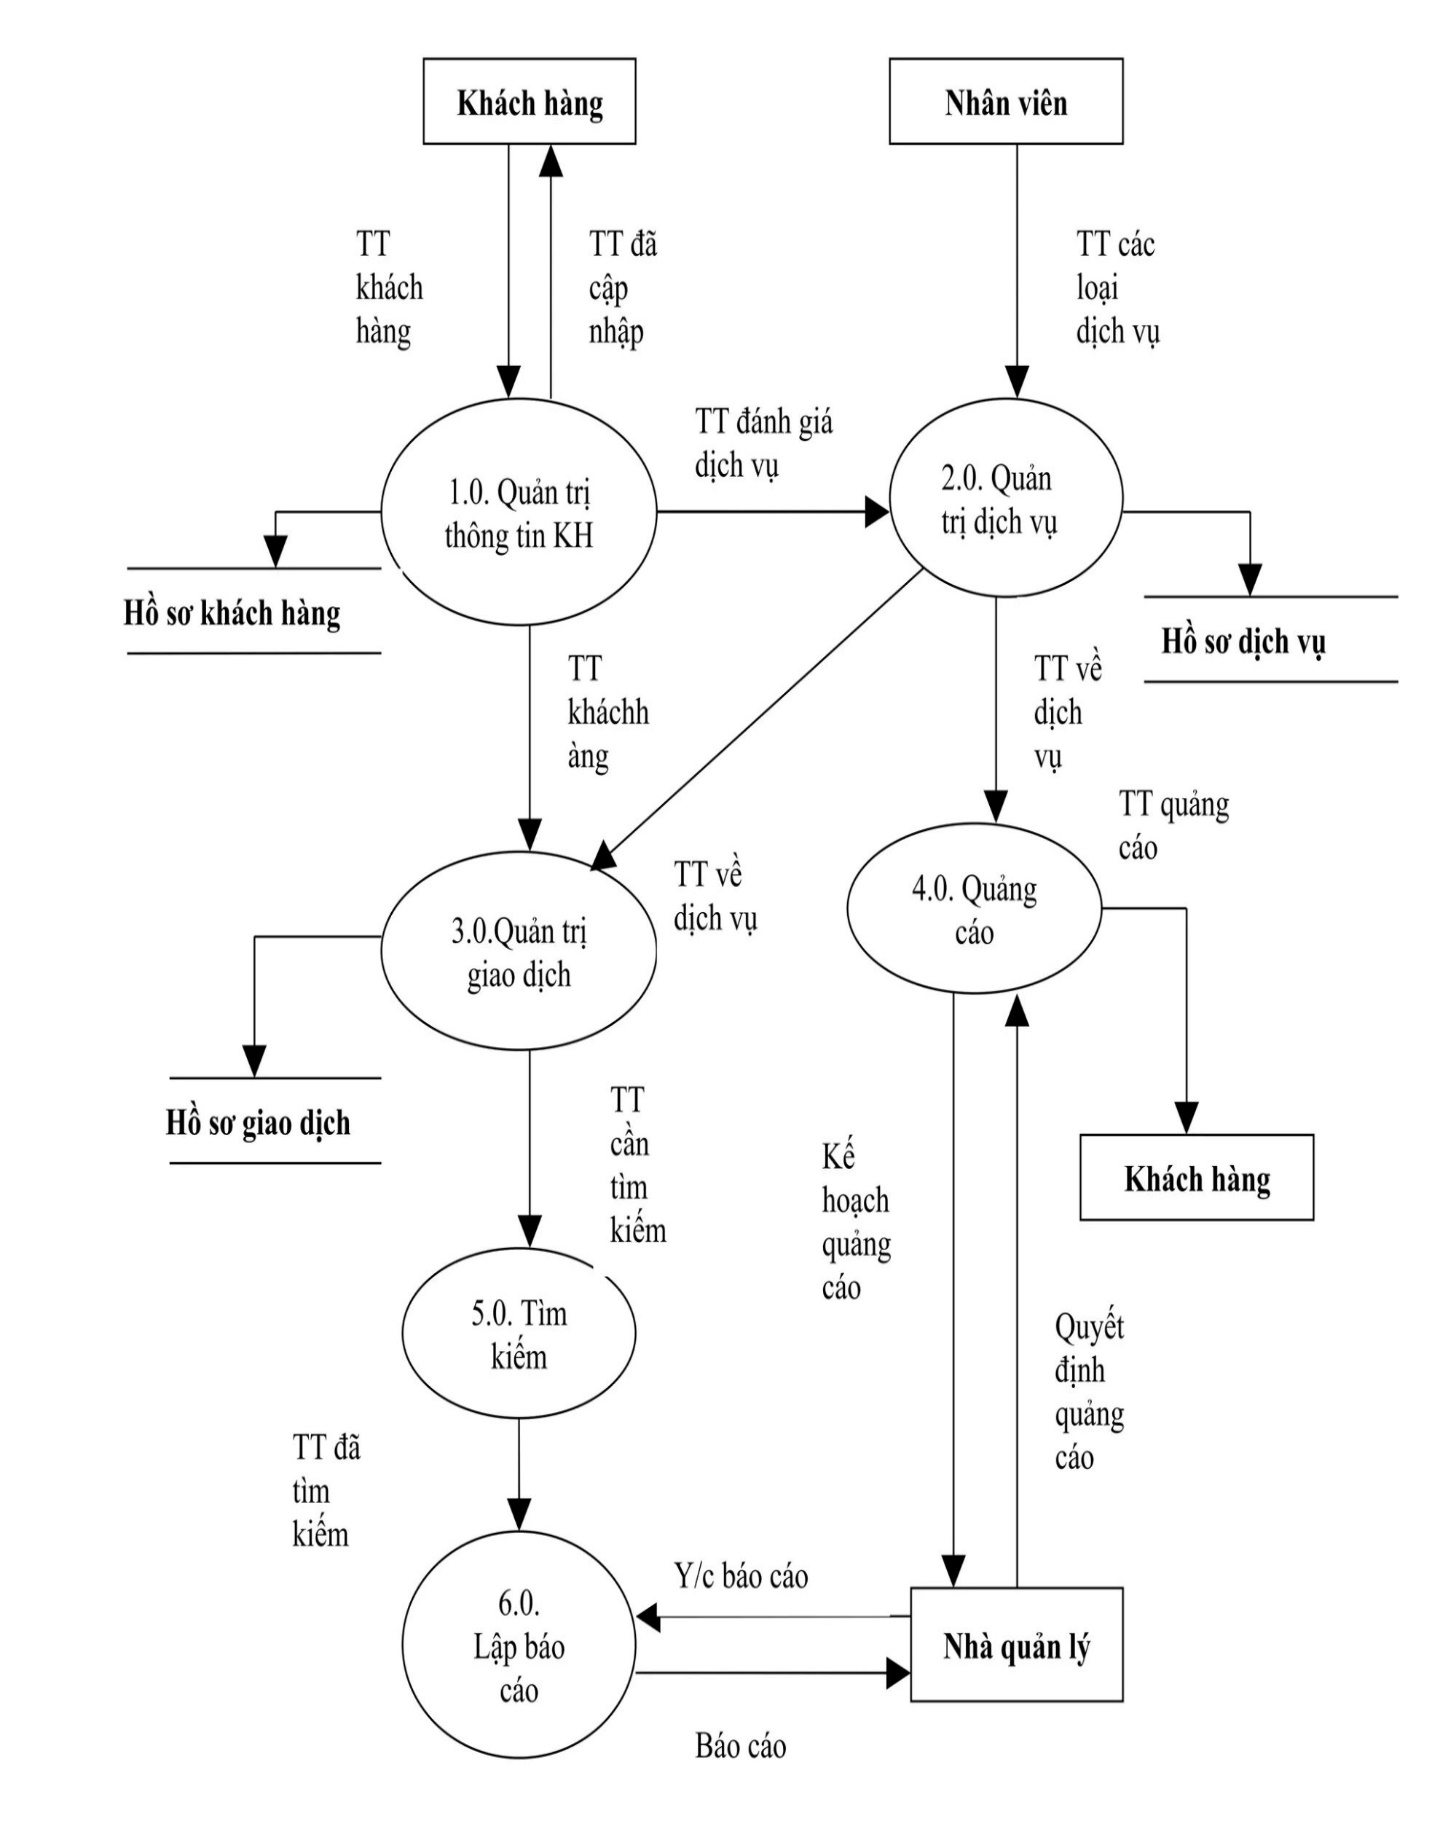 Khách hàng
Nhân viên
TT
khách
hàng
TT đã
cập
nhập
TT các
loại
dịch vụ
TT đánh giá
dịch vụ
1.0. Quản trị
thông tin KH
2.0. Quản
trị dịch vụ
Hồ sơ khách hàng
Hồ sơ dịch vụ
TT
kháchh
àng
TT về
dịch
vụ
TT quảng
cáo
TT về
dịch vụ
3.0.Quản trị
giao dịch
4.0. Quảng
cáo
Hồ sơ giao dịch
TT
cần
tìm
kiếm
Kế
hoạch
quảng
cáo
Khách hàng
5.0. Tìm
kiếm
Quyết
định
quảng
cáo
TT đã
tìm
kiếm
Y/c báo cáo
6.0.
Lập báo
cáo
Nhà quản lý
Báo cáo